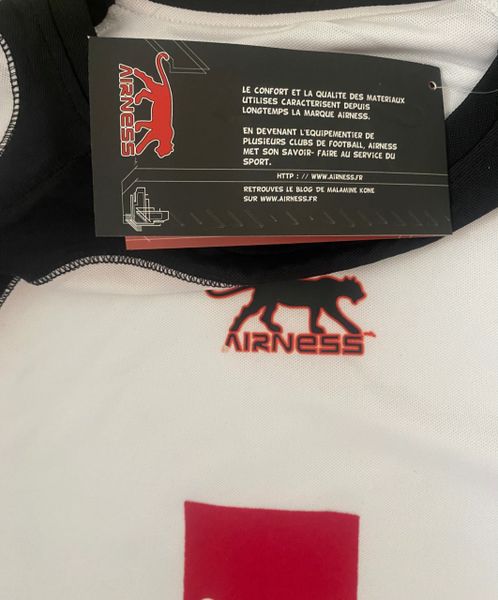 AIRNESS
LE CONFORT ET LA QUALITE DES MATERIAUX
UTILISES CARACTERISENT DEPUIS
LONGTEMPS LA MARQUE AIRNESS.
EN DEVENANT L'EQUIPEMENTIER DE
PLUSIEURS CLUBS DE FOOTBALL, AIRNESS
MET SON SAVOIR- FAIRE AU SERVICE DU
SPORT.
HTTP : // WWW.AIRNESS.FR
RETROUVES LE BLOG DE MALAMINE KONE
SUR WWW.AIRNESS.FR
AIRNESS